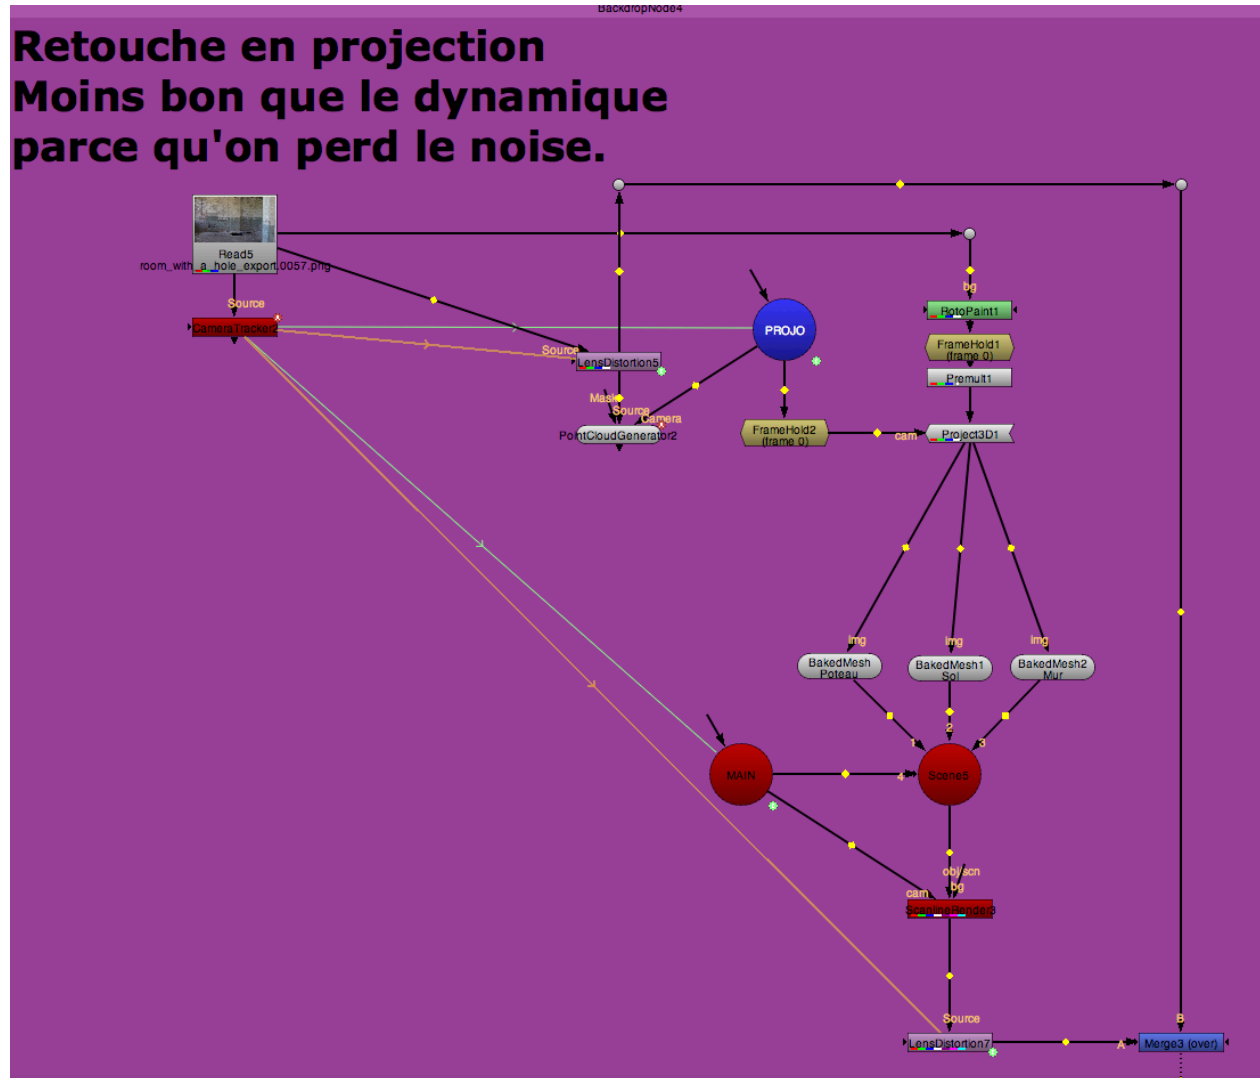 BackdropNode4
Retouche en projection
Moins bon que le dynamique
parce qu'on perd le noise.
Read5
room_with_a_hole_export.0057.png
Source
CameraTracker2
bg
RotoPaint1
FrameHold1
(frame 0)
Premult1
PROJO
Source
LensDistortion5
Mask
Source
Camera
PointCloudGenerator2
FrameHold2
(frame 0)
cam
Project3D1
img
img
img
BakedMesh
Poteau
BakedMesh1
Sol
BakedMesh2
Mur
1
2
3
MAIN
4
Scene5
obj/scn
bg
cam
ScanlineRender3
Source
LensDistortion7
A
B
Merge3 (over)